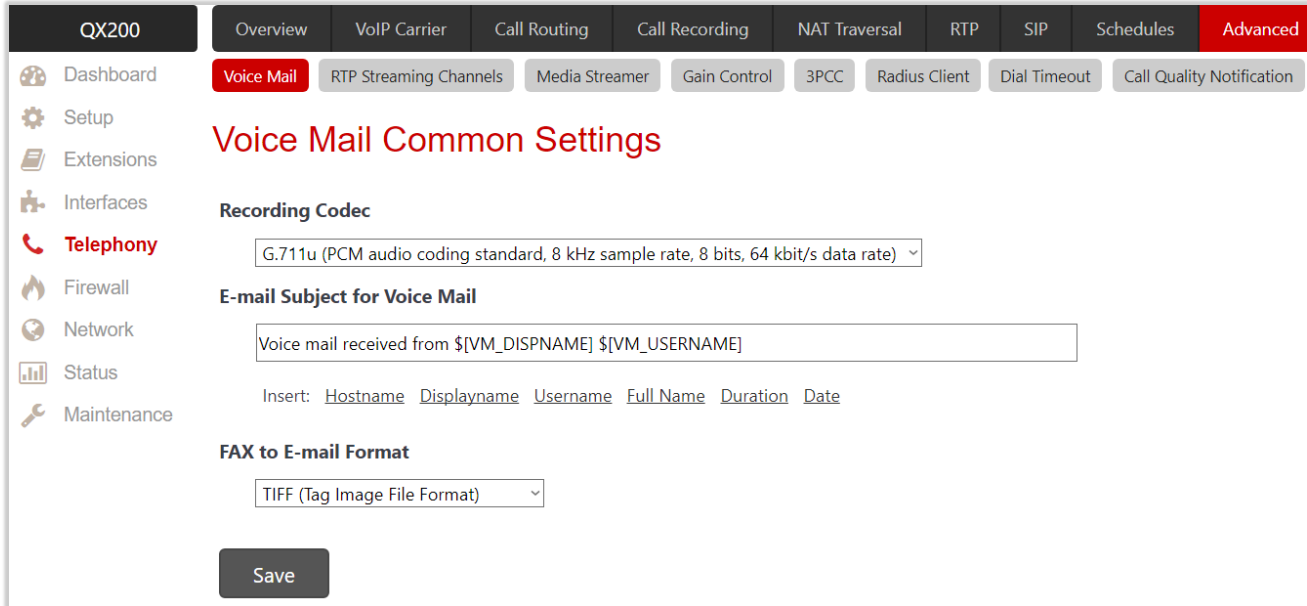 QX200 Overview VoIP Carrier Call Routing Call Recording NAT Traversal RTP SIP Schedules Advanced
Voice Mail RTP Streaming Channels Media Streamer Gain Control 3PCC Radius Client Dial Timeout Call Quality Notification
Dashboard
Setup
Extensions
Interfaces
Telephony
Firewall
Network
Status
Maintenance
Voice Mail Common Settings
Recording Codec
G.711u (PCM audio coding standard, 8 kHz sample rate, 8 bits, 64 kbit/s data rate)
E-mail Subject for Voice Mail
Voice mail received from $[VM_DISPNAME] $[VM_USERNAME]
Insert: Hostname Displayname Username Full Name Duration Date
FAX to E-mail Format
TIFF (Tag Image File Format)
Save